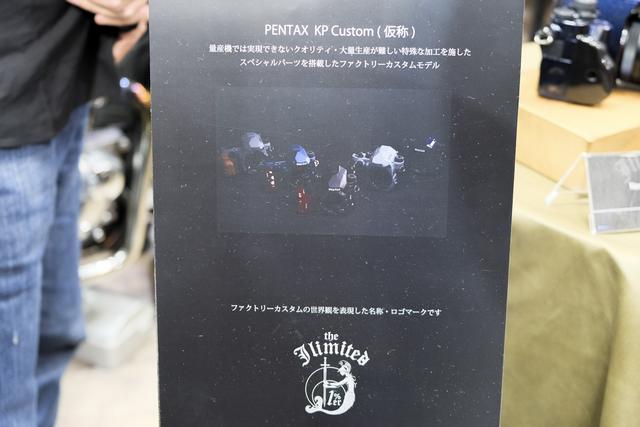 PENTAX KP Custom ( 仮称 )
量産機では実現できないクオリティ・大量生産が難しい特殊な加工を施した
スペシャルパーツを搭載したファクトリーカスタムモデル
ファクトリーカスタムの世界観を表現した名称・ロゴマークです
the
J limited
1%
er